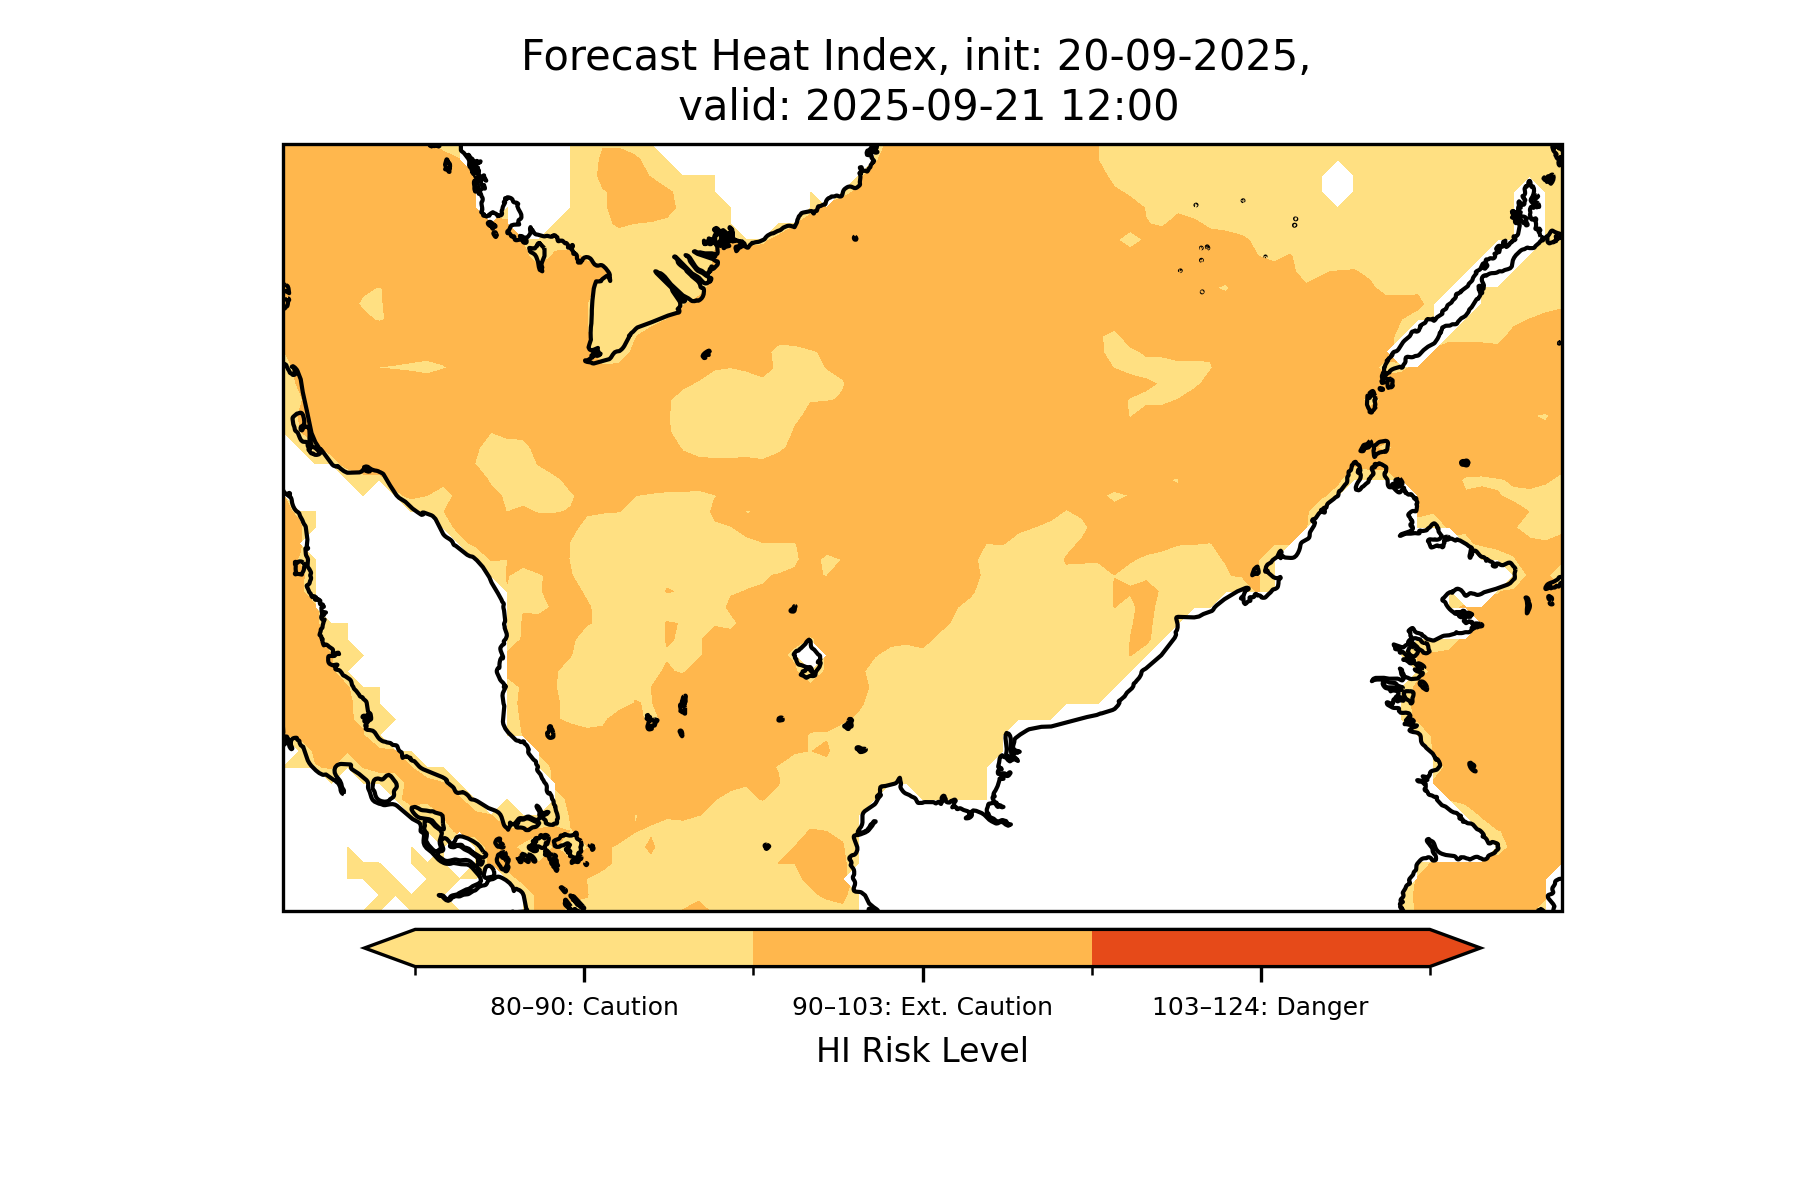 Forecast Heat Index, init: 20-09-2025,
valid: 2025-09-21 12:00
80–90: Caution
90–103: Ext. Caution
103–124: Danger
HI Risk Level